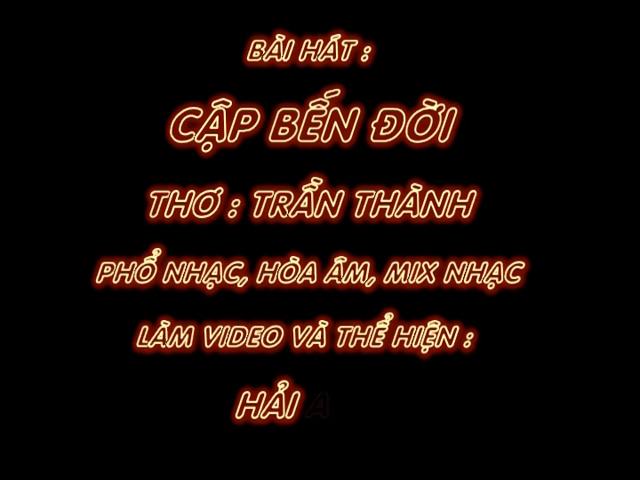 BÀI HÁT :
CẬP BẾN ĐỜI
THƠ : TRẦN THÀNH
PHỔ NHẠC, HÒA ÂM, MIX NHẠC
LÀM VIDEO VÀ THỂ HIỆN :
HẢI A